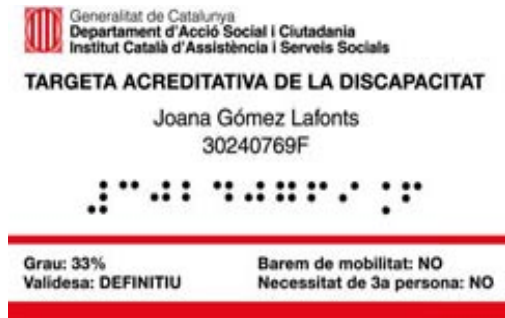 Generalitat de Catalunya
Departament d'Acció Social i Ciutadania
Institut Català d'Assistència i Serveis Socials
TARGETA ACREDITATIVA DE LA DISCAPACITAT
Joana Gómez Lafonts
30240769F
Grau: 33%
Barem de mobilitat: NO
Validesa: DEFINITIU
Necessitat de 3a persona: NO